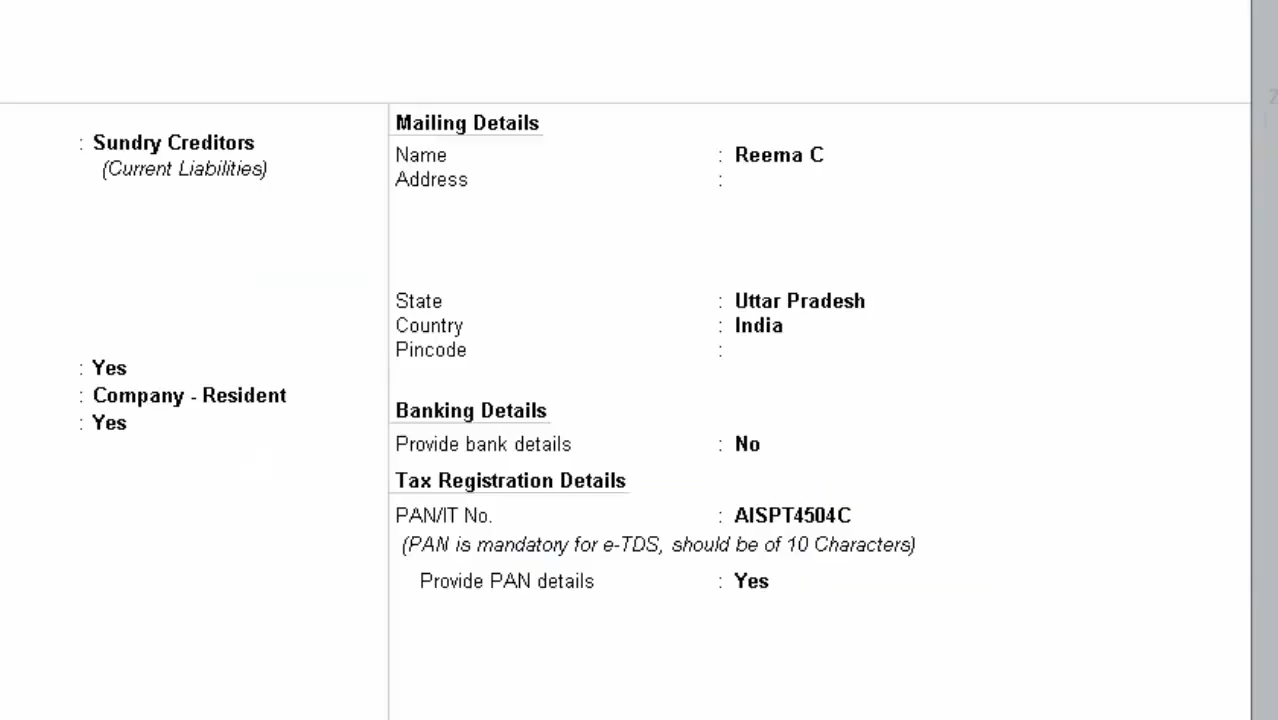 : Sundry Creditors
(Current Liabilities)
: Yes
: Company - Resident
: Yes
Mailing Details
Name : Reema C
Address :
State : Uttar Pradesh
Country : India
Pincode :
Banking Details
Provide bank details : No
Tax Registration Details
PAN/IT No. : AISPT4504C
(PAN is mandatory for e-TDS, should be of 10 Characters)
Provide PAN details : Yes